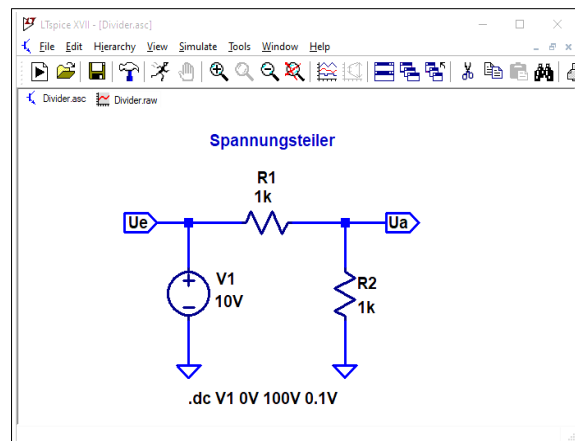 LTspice XVII - [Divider.asc]
File Edit Hierarchy View Simulate Tools Window Help
Divider.asc Divider.raw
Spannungsteiler
R1
1k
Ue
Ua
V1
10V
R2
1k
.dc V1 0V 100V 0.1V